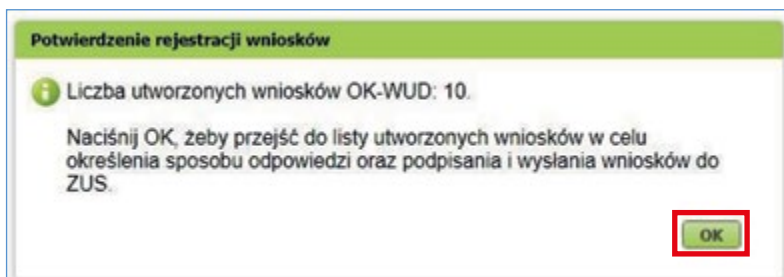 Potwierdzenie rejestracji wniosków
Liczba utworzonych wniosków OK-WUD: 10.
Naciśnij OK, żeby przejść do listy utworzonych wniosków w celu
określenia sposobu odpowiedzi oraz podpisania i wysłania wniosków do
ZUS.
OK